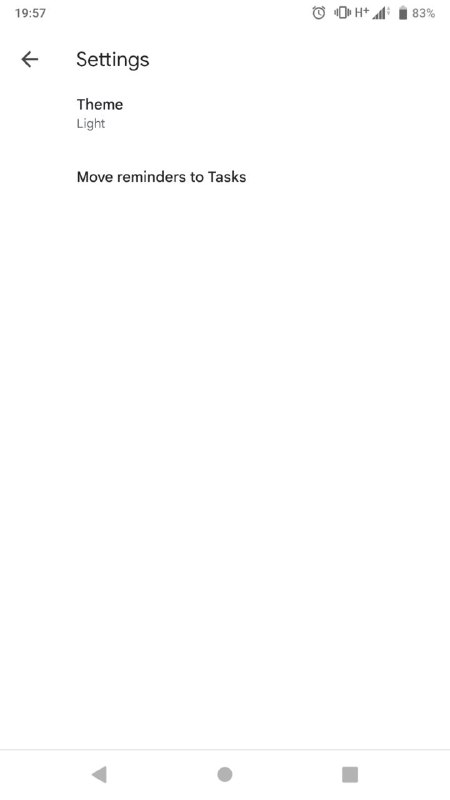 19:57
H+
83%
Settings
Theme
Light
Move reminders to Tasks